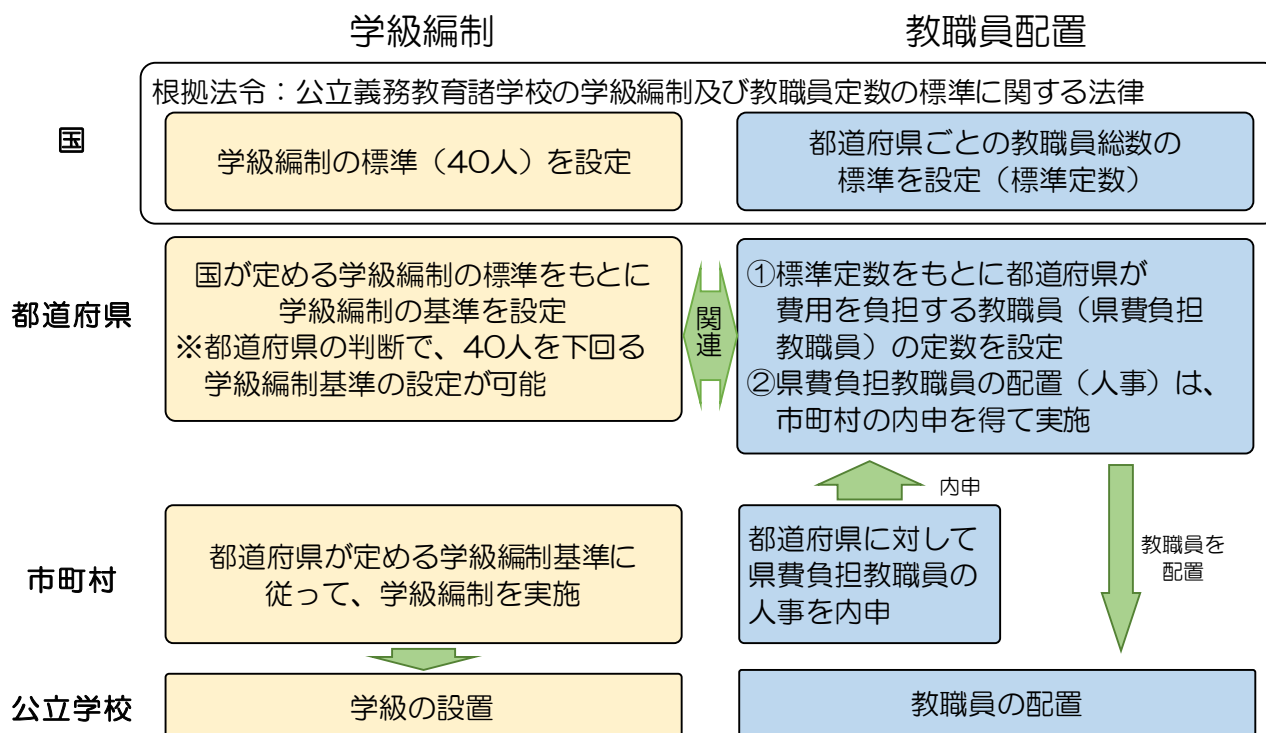 学級編制
教職員配置
国
根拠法令：公立義務教育諸学校の学級編制及び教職員定数の標準に関する法律
学級編制の標準（40人）を設定
都道府県ごとの教職員総数の
標準を設定（標準定数）
都道府県
国が定める学級編制の標準をもとに
学級編制の基準を設定
※都道府県の判断で、40人を下回る
学級編制基準の設定が可能
関連
①標準定数をもとに都道府県が
費用を負担する教職員（県費負担
教職員）の定数を設定
②県費負担教職員の配置（人事）は、
市町村の内申を得て実施
内申
市町村
都道府県が定める学級編制基準に
従って、学級編制を実施
都道府県に対して
県費負担教職員の
人事を内申
教職員を
配置
公立学校
学級の設置
教職員の配置